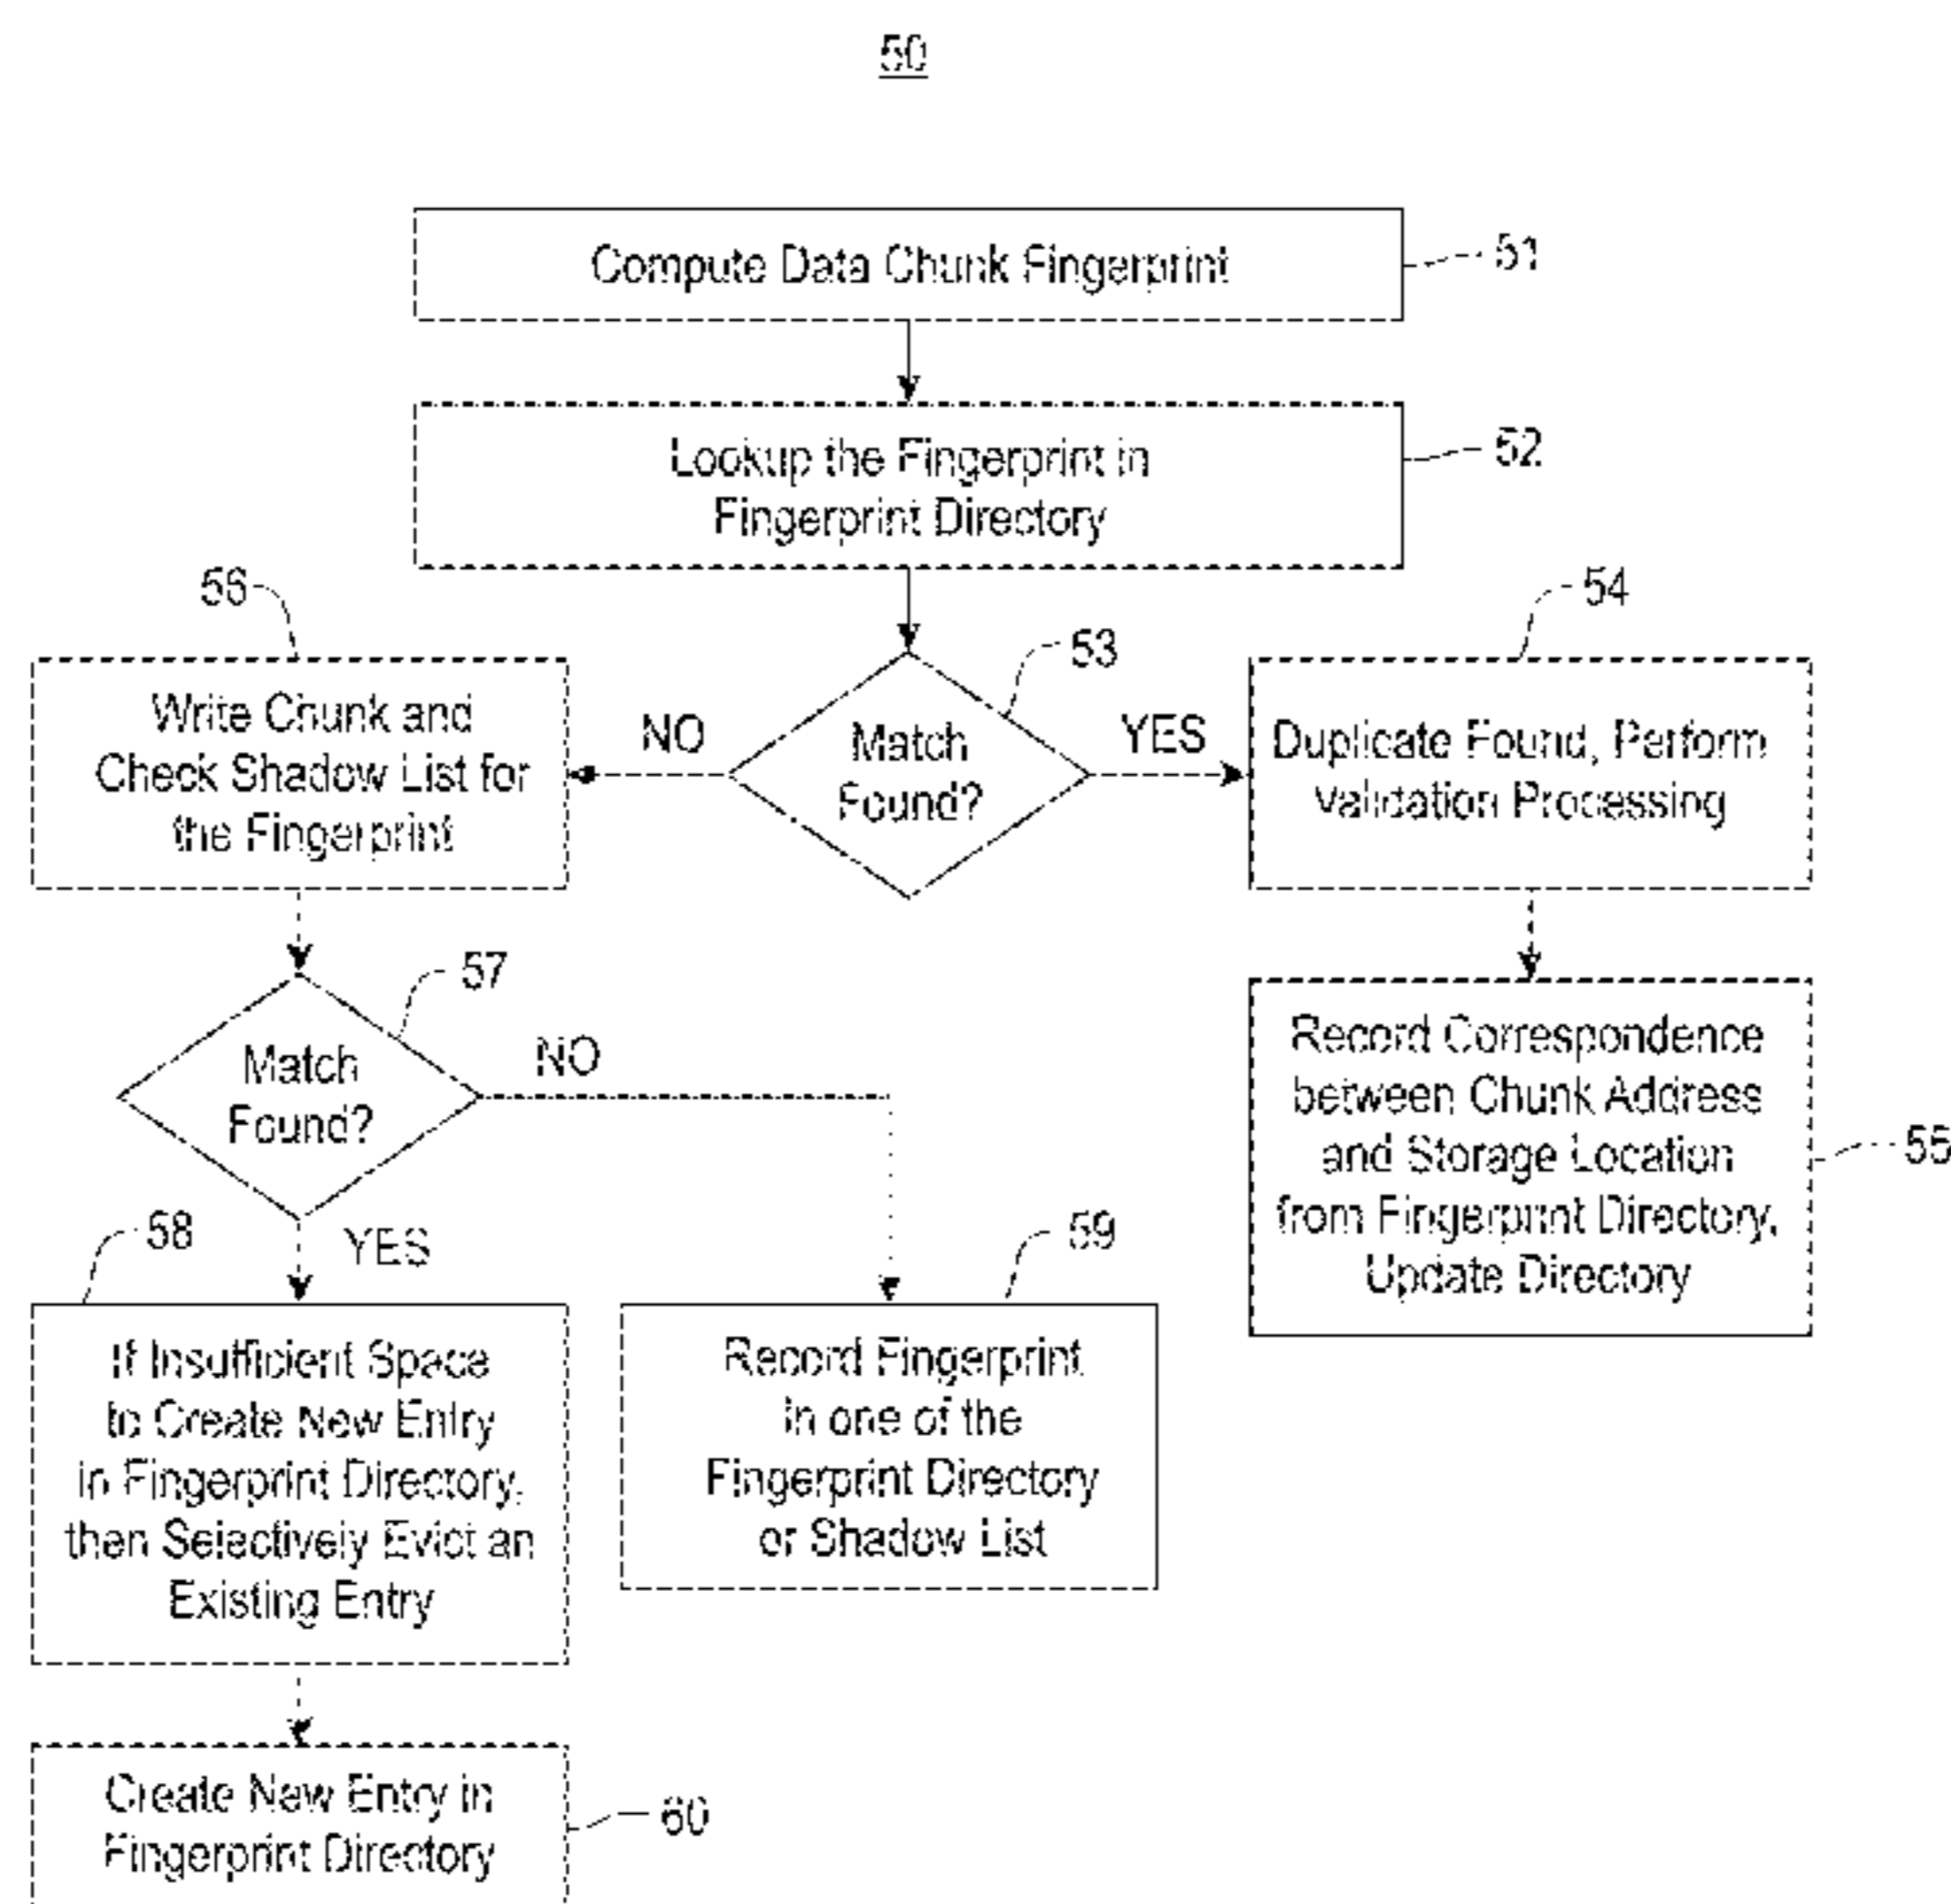 50
Compute Data Chunk Fingerprint
51
Lookup the Fingerprint in
Fingerprint Directory
52
56
54
53
Write Chunk and
Check Shadow List for
the Fingerprint
NO
Match
Found?
YES
Duplicate Found, Perform
Validation Processing
57
Match
Found?
NO
Record Correspondence
between Chunk Address
and Storage Location
from Fingerprint Directory,
Update Directory
55
58
YES
59
If Insufficient Space
to Create New Entry
in Fingerprint Directory,
then Selectively Evict an
Existing Entry
Record Fingerprint
in one of the
Fingerprint Directory
or Shadow List
Create New Entry in
Fingerprint Directory
60